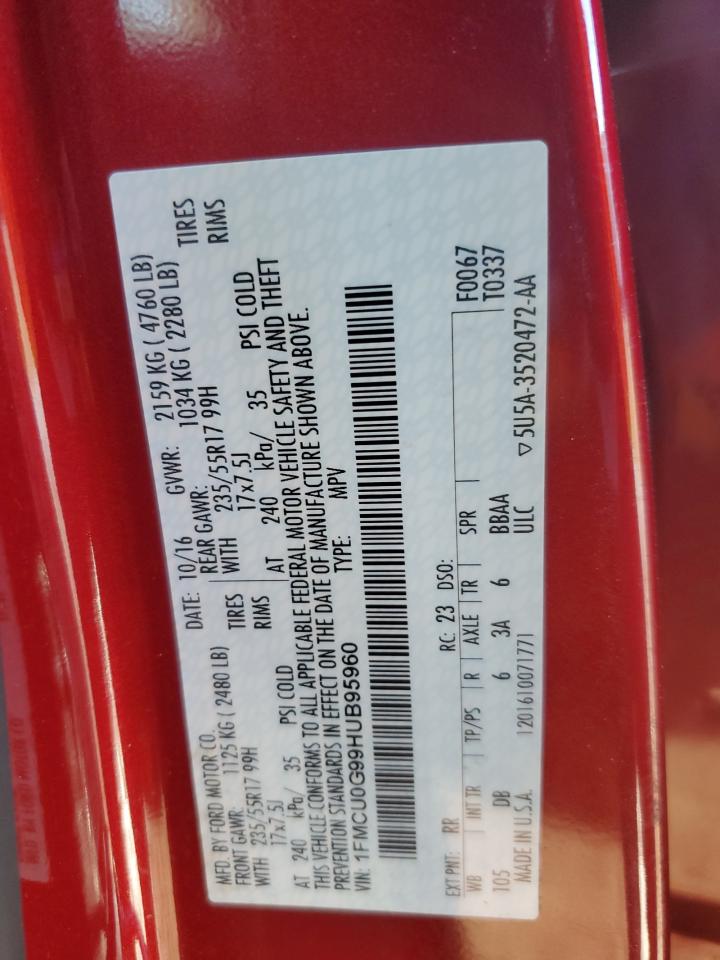 MFD. BY FORD MOTOR CO.
DATE: 10/16 GVWR: 2159 KG ( 4760 LB)
FRONT GAWR: 1125 KG ( 2480 LB) REAR GAWR: 1034 KG ( 2280 LB)
WITH 235/55R17 99H TIRES WITH 235/55R17 99H TIRES
17x7.5J RIMS 17x7.5J RIMS
AT 240 kPa/ 35 PSI COLD AT 240 kPa/ 35 PSI COLD
THIS VEHICLE CONFORMS TO ALL APPLICABLE FEDERAL MOTOR VEHICLE SAFETY AND THEFT
PREVENTION STANDARDS IN EFFECT ON THE DATE OF MANUFACTURE SHOWN ABOVE.
VIN: 1FMCU0G99HUB95960 TYPE: MPV
EXT PNT: RR RC: 23 DSO: F0067
WB INT TR TP/PS R AXLE TR SPR T0337
105 DB 6 3A 6 BBAA
MADE IN U.S.A. 1201610071771 ULC ▽5U5A-3520472-AA